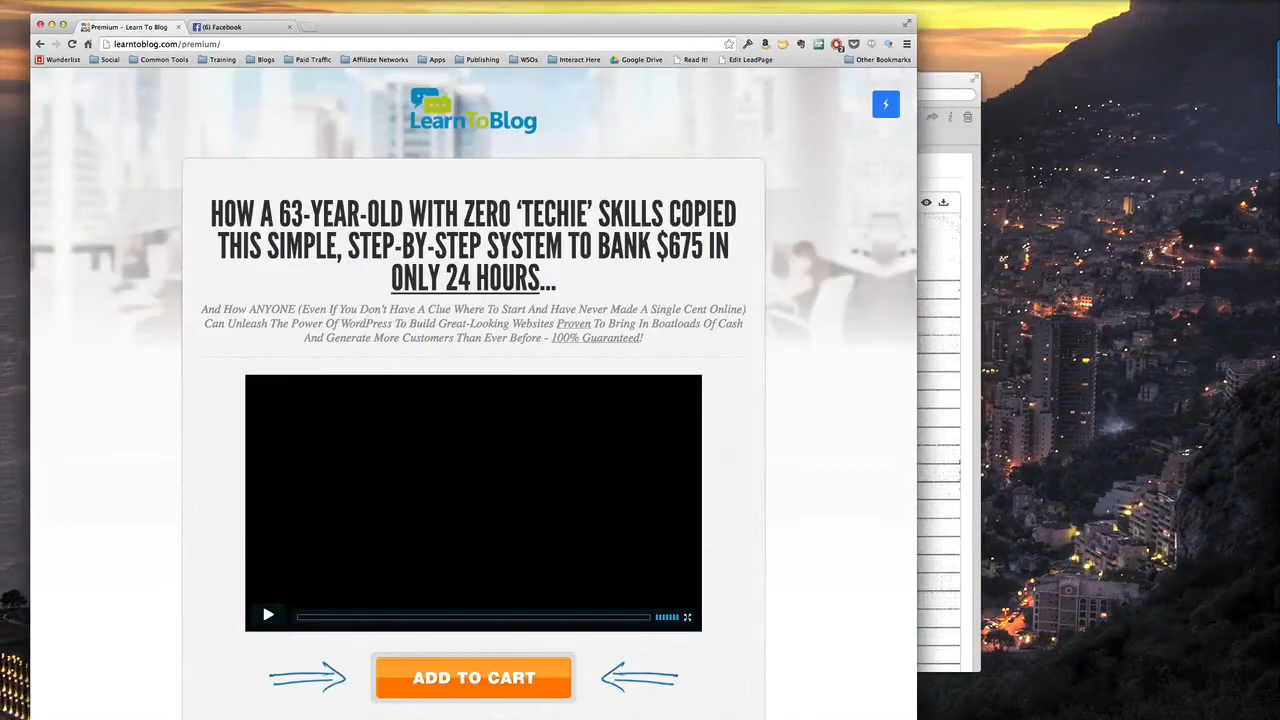 Premium – Learn To Blog
(6) Facebook
learntoblog.com/premium/
Wunderlist Social Common Tools Training Blogs Paid Traffic Affiliate Networks Apps Publishing WSOs Interact Here Google Drive Read It! Edit LeadPage Other Bookmarks
LearnToBlog
HOW A 63-YEAR-OLD WITH ZERO ‘TECHIE’ SKILLS COPIED
THIS SIMPLE, STEP-BY-STEP SYSTEM TO BANK $675 IN
ONLY 24 HOURS...
And How ANYONE (Even If You Don't Have A Clue Where To Start And Have Never Made A Single Cent Online)
Can Unleash The Power Of WordPress To Build Great-Looking Websites Proven To Bring In Boatloads Of Cash
And Generate More Customers Than Ever Before - 100% Guaranteed!
ADD TO CART